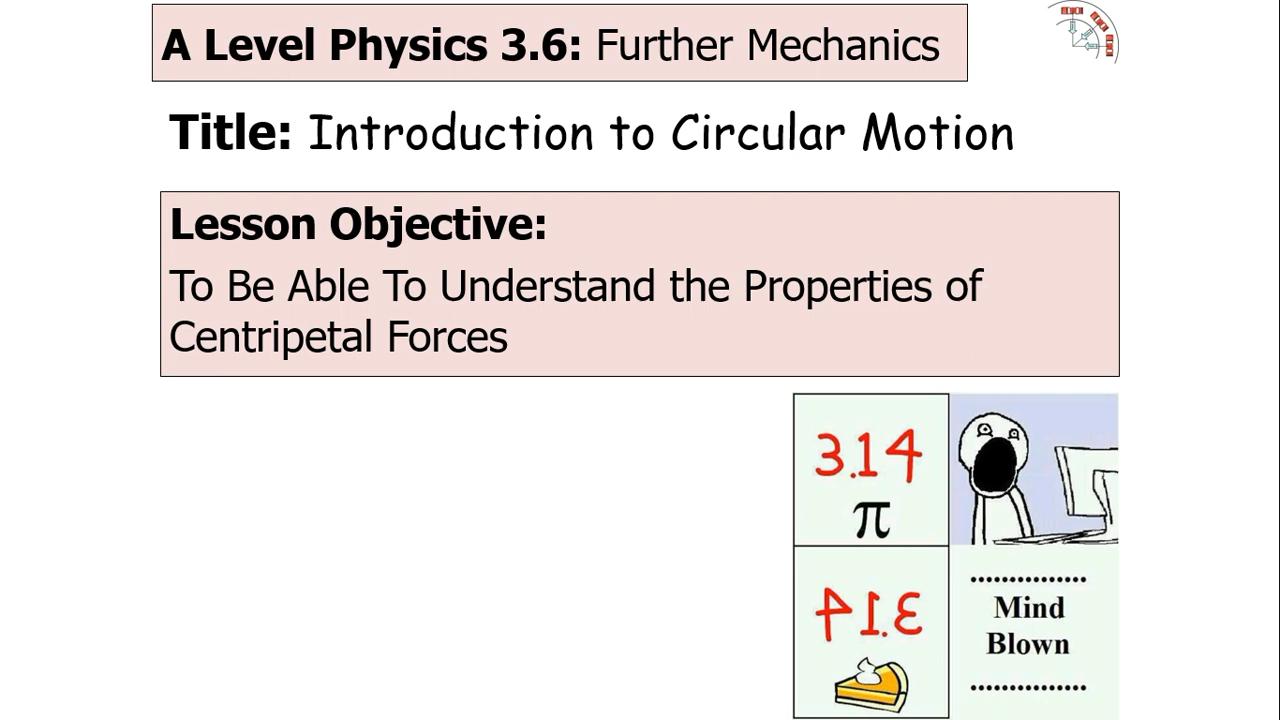 A Level Physics 3.6: Further Mechanics
Title: Introduction to Circular Motion
Lesson Objective:
To Be Able To Understand the Properties of
Centripetal Forces
3.14
π
3.14
...............
Mind
Blown
...............